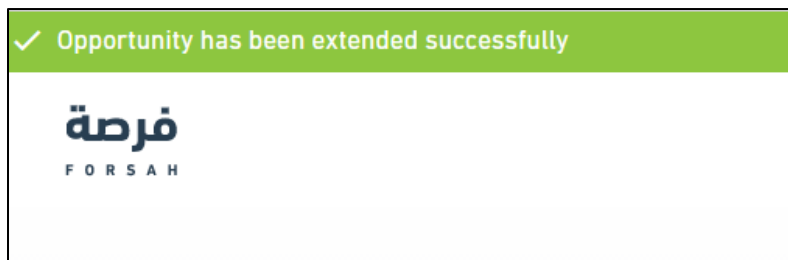 Opportunity has been extended successfully
فرصة
FORSAH